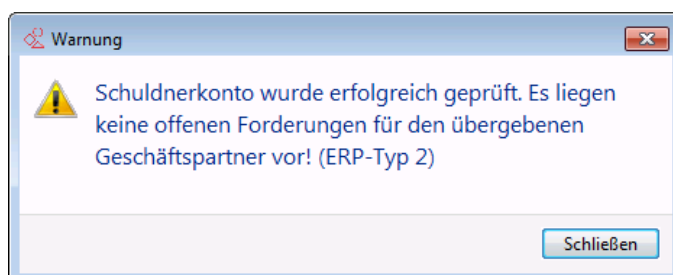 Warnung
Schuldnerkonto wurde erfolgreich geprüft. Es liegen
keine offenen Forderungen für den übergebenen
Geschäftspartner vor! (ERP-Typ 2)
Schließen